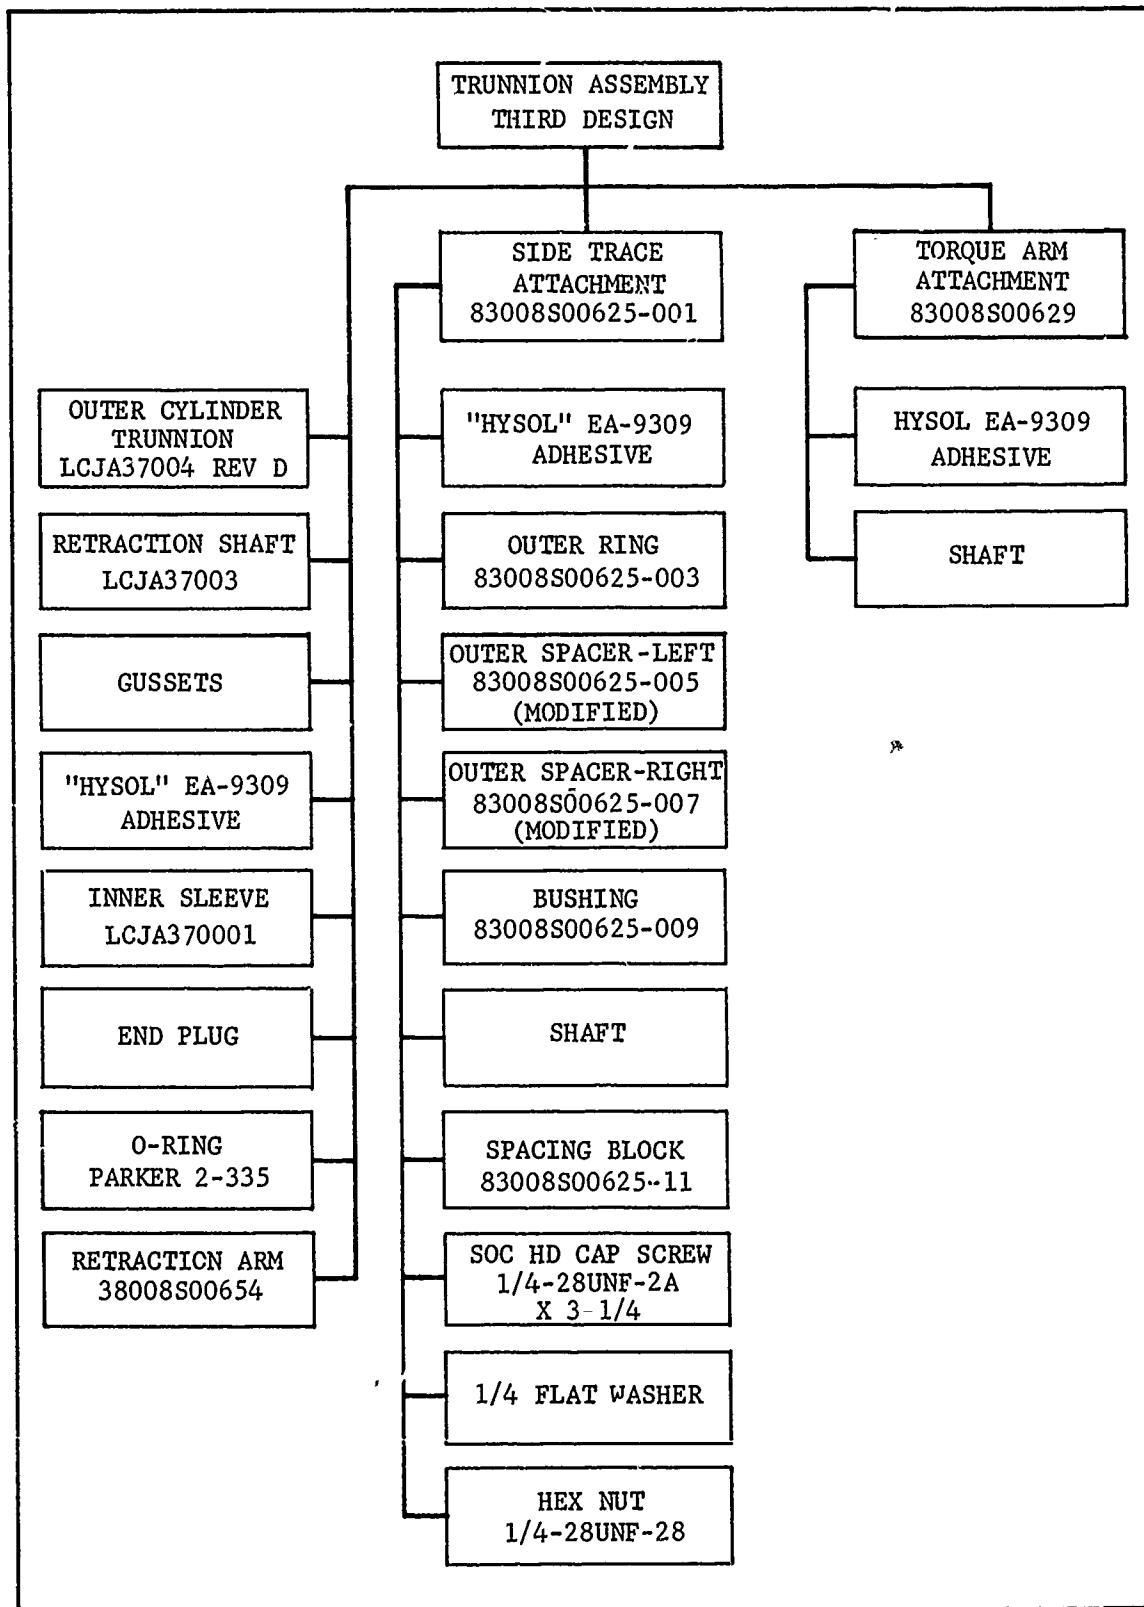 TRUNNION ASSEMBLY
THIRD DESIGN
SIDE TRACE
ATTACHMENT
83008S00625-001
TORQUE ARM
ATTACHMENT
83008S00629
OUTER CYLINDER
TRUNNION
LCJA37004 REV D
RETRACTION SHAFT
LCJA37003
GUSSETS
"HYSOL" EA-9309
ADHESIVE
INNER SLEEVE
LCJA370001
END PLUG
O-RING
PARKER 2-335
RETRACTION ARM
38008S00654
"HYSOL" EA-9309
ADHESIVE
OUTER RING
83008S00625-003
OUTER SPACER-LEFT
83008S00625-005
(MODIFIED)
OUTER SPACER-RIGHT
83008S00625-007
(MODIFIED)
BUSHING
83008S00625-009
SHAFT
SPACING BLOCK
83008S00625-11
SOC HD CAP SCREW
1/4-28UNF-2A
X 3-1/4
1/4 FLAT WASHER
HEX NUT
1/4-28UNF-28
HYSOL EA-9309
ADHESIVE
SHAFT